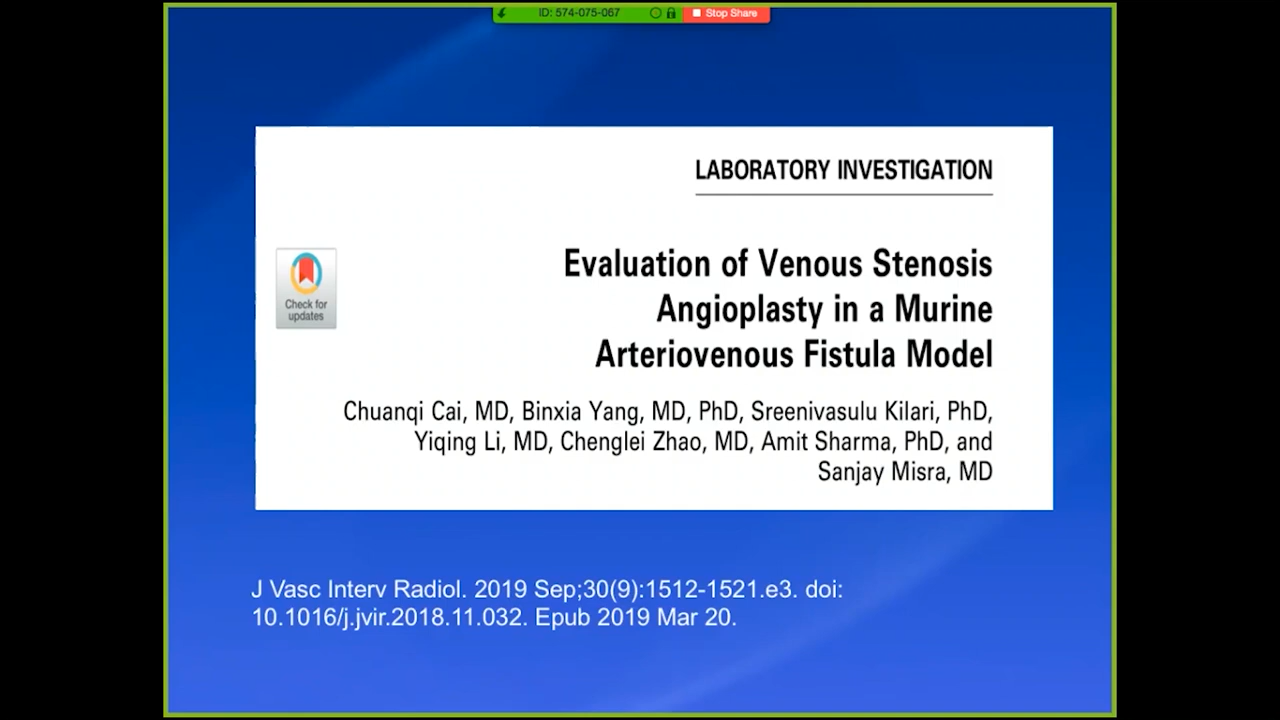 ID: 574-075-067 Stop Share
LABORATORY INVESTIGATION
Evaluation of Venous Stenosis
Angioplasty in a Murine
Arteriovenous Fistula Model
Check for
updates
Chuanqi Cai, MD, Binxia Yang, MD, PhD, Sreenivasulu Kilari, PhD,
Yiqing Li, MD, Chenglei Zhao, MD, Amit Sharma, PhD, and
Sanjay Misra, MD
J Vasc Interv Radiol. 2019 Sep;30(9):1512-1521.e3. doi:
10.1016/j.jvir.2018.11.032. Epub 2019 Mar 20.